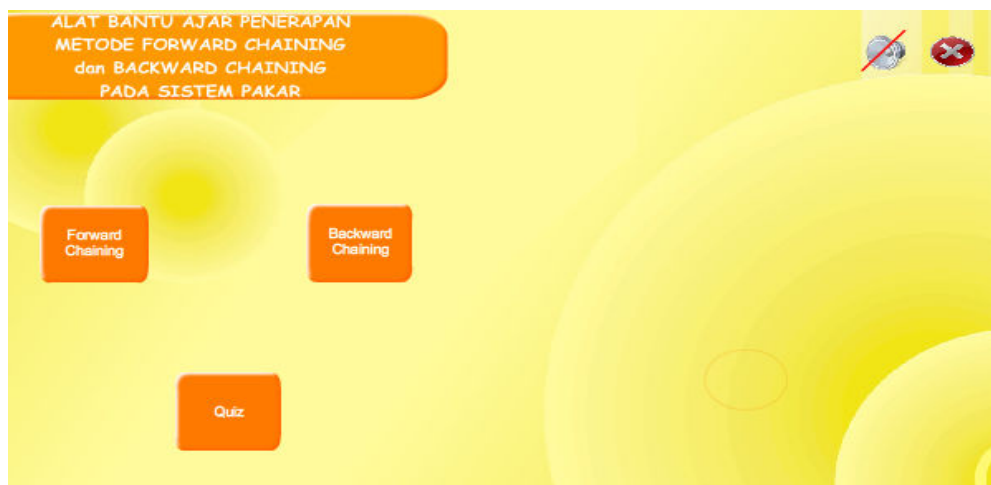 ALAT BANTU AJAR PENERAPAN
METODE FORWARD CHAINING
dan BACKWARD CHAINING
PADA SISTEM PAKAR
Forward
Chaining
Backward
Chaining
Quiz